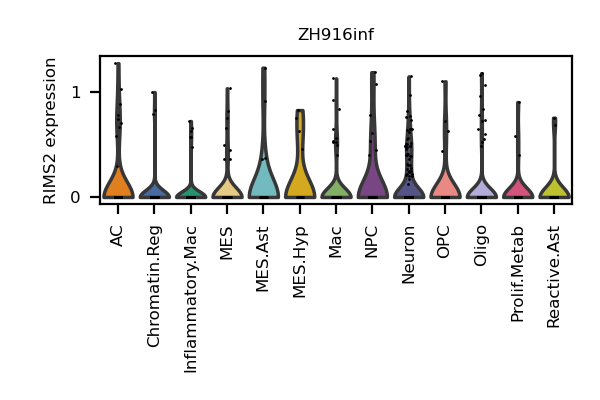 ZH916inf
RIMS2 expression
1
0
AC
Chromatin.Reg
Inflammatory.Mac
MES
MES.Ast
MES.Hyp
Mac
NPC
Neuron
OPC
Oligo
Prolif.Metab
Reactive.Ast